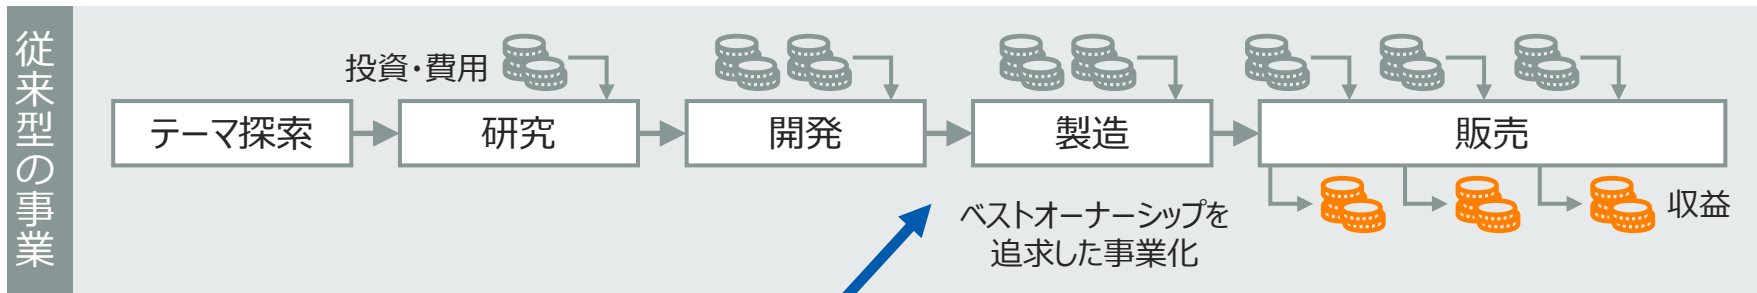 従来型の事業
投資・費用
テーマ探索
研究
開発
製造
販売
ベストオーナーシップを
追求した事業化
収益